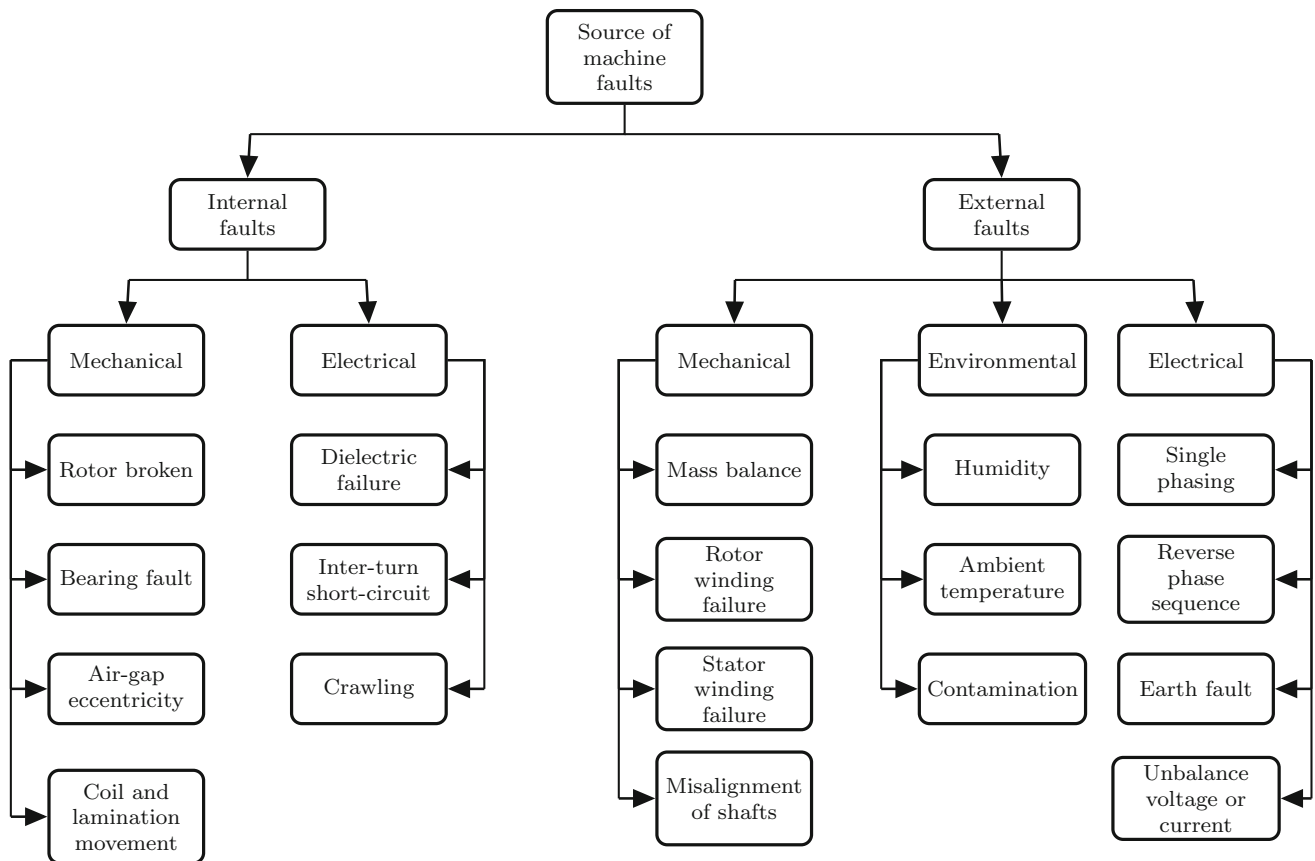 Source of
machine
faults
Internal
faults
External
faults
Mechanical
Electrical
Mechanical
Environmental
Electrical
Rotor broken
Dielectric
failure
Mass balance
Humidity
Single
phasing
Bearing fault
Inter-turn
short-circuit
Rotor
winding
failure
Ambient
temperature
Reverse
phase
sequence
Air-gap
eccentricity
Crawling
Stator
winding
failure
Contamination
Earth fault
Coil and
lamination
movement
Misalignment
of shafts
Unbalance
voltage or
current